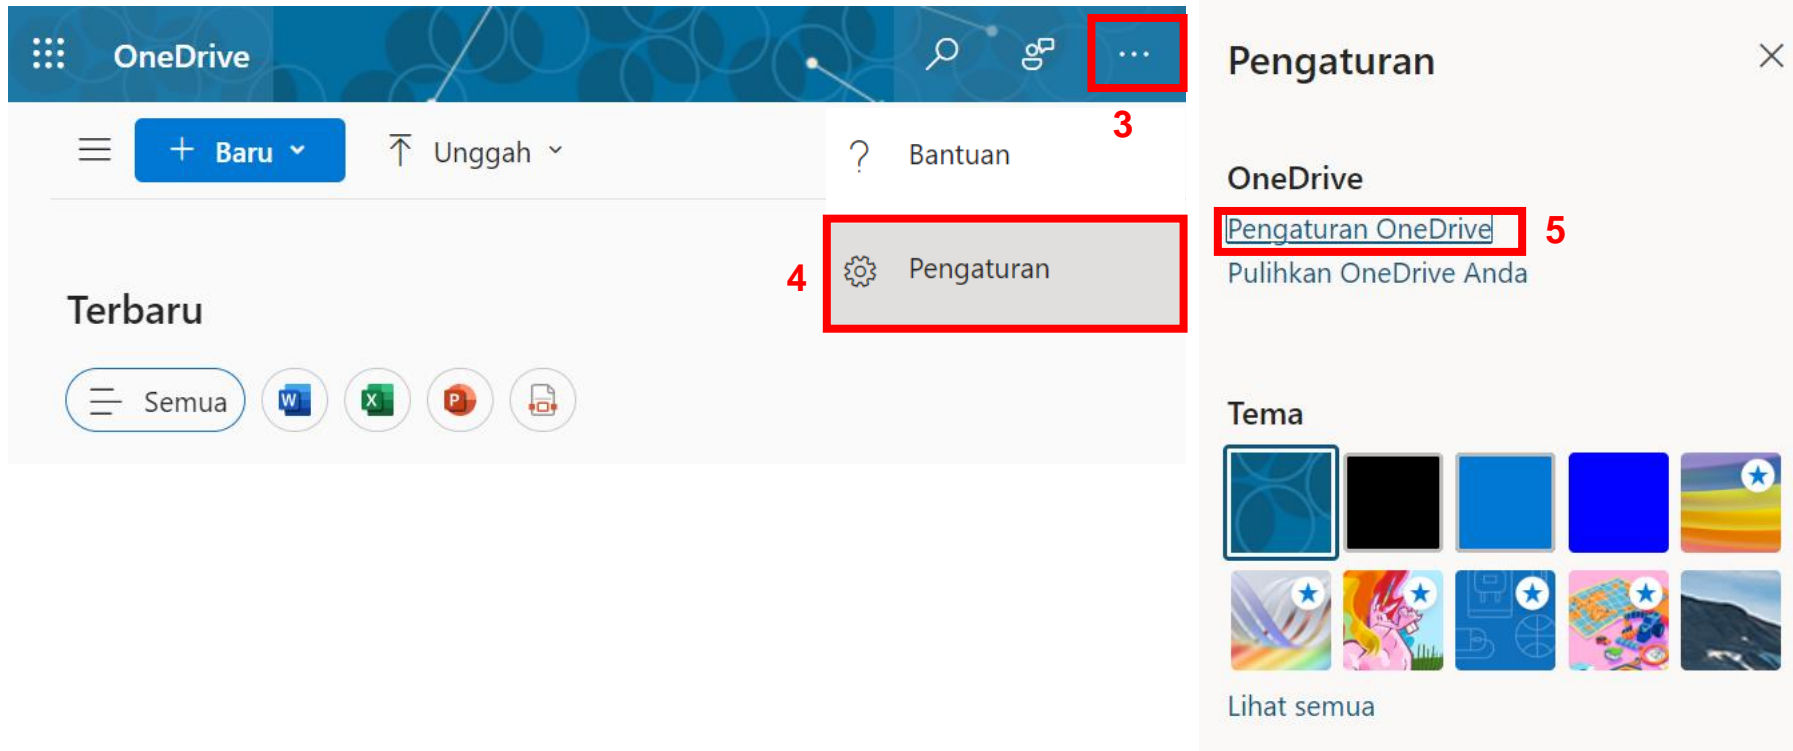 OneDrive
3
Baru
Unggah
Bantuan
4
Pengaturan
Terbaru
Semua
W
X
P
Pengaturan
OneDrive
Pengaturan OneDrive
5
Pulihkan OneDrive Anda
Tema
Lihat semua